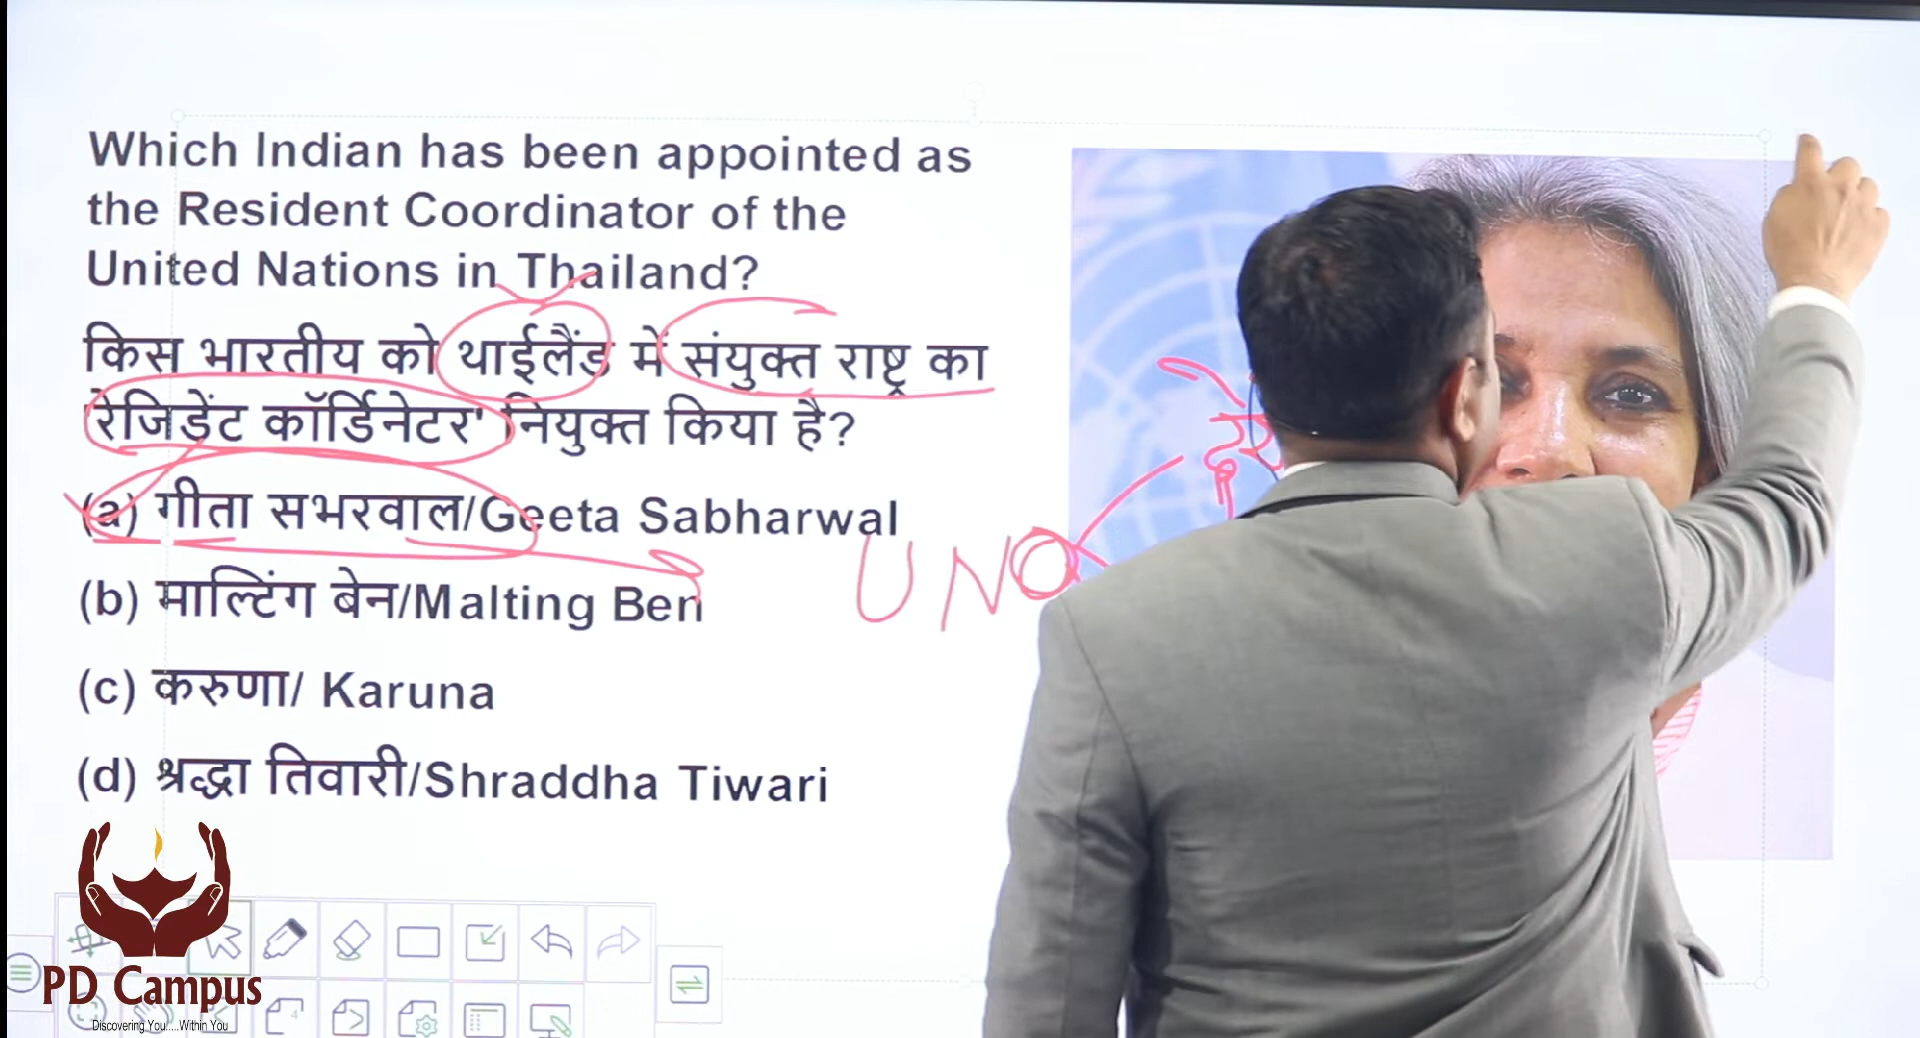 Which Indian has been appointed as
the Resident Coordinator of the
United Nations in Thailand?
किस भारतीय को थाईलैंड में संयुक्त राष्ट्र का
'रेजिडेंट कॉर्डिनेटर' नियुक्त किया है?
(a) गीता सभरवाल/Geeta Sabharwal
(b) माल्टिंग बेन/Malting Ben
(c) करुणा/ Karuna
(d) श्रद्धा तिवारी/Shraddha Tiwari
UNO
PD Campus
Discovering You.....Within You